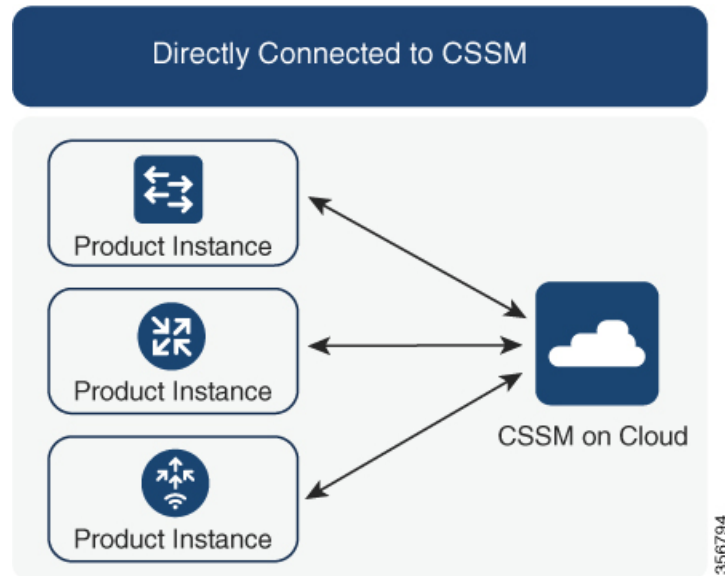 Directly Connected to CSSM
Product Instance
Product Instance
CSSM on Cloud
Product Instance
356794